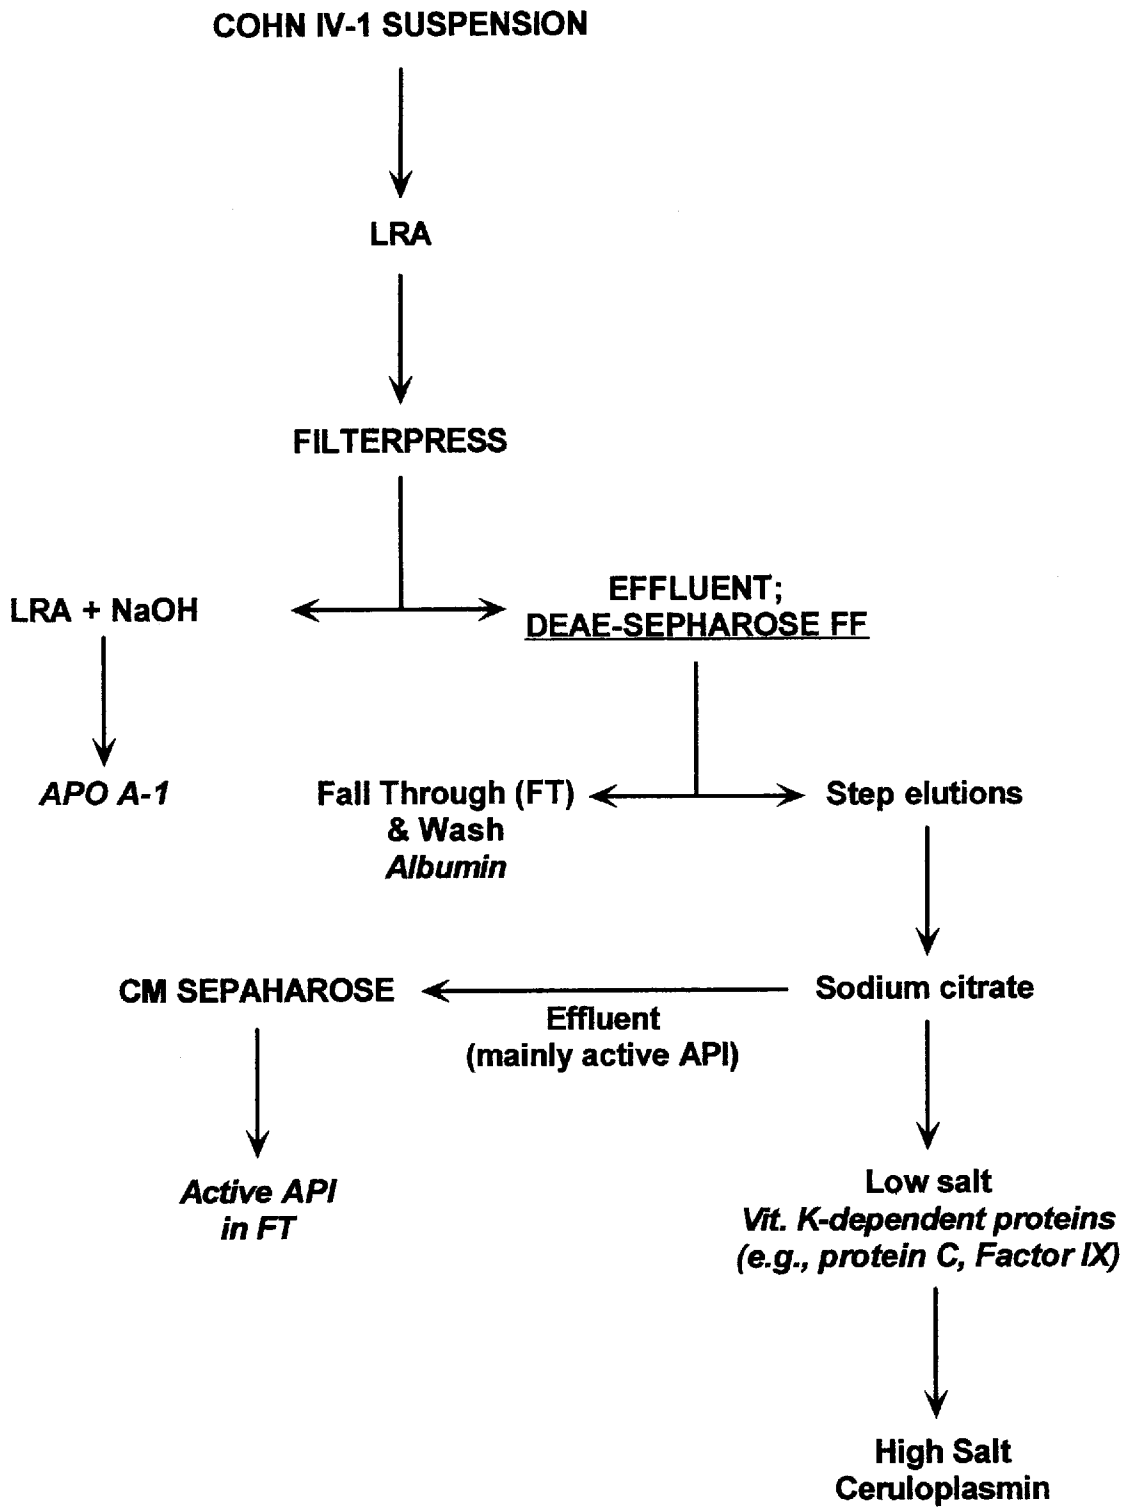 COHN IV-1 SUSPENSION
LRA
FILTERPRESS
LRA + NaOH
EFFLUENT;
DEAE-SEPHAROSE FF
APO A-1
Fall Through (FT)
& Wash
Albumin
Step elutions
CM SEPAHAROSE
Effluent
(mainly active API)
Sodium citrate
Active API
in FT
Low salt
Vit. K-dependent proteins
(e.g., protein C, Factor IX)
High Salt
Ceruloplasmin